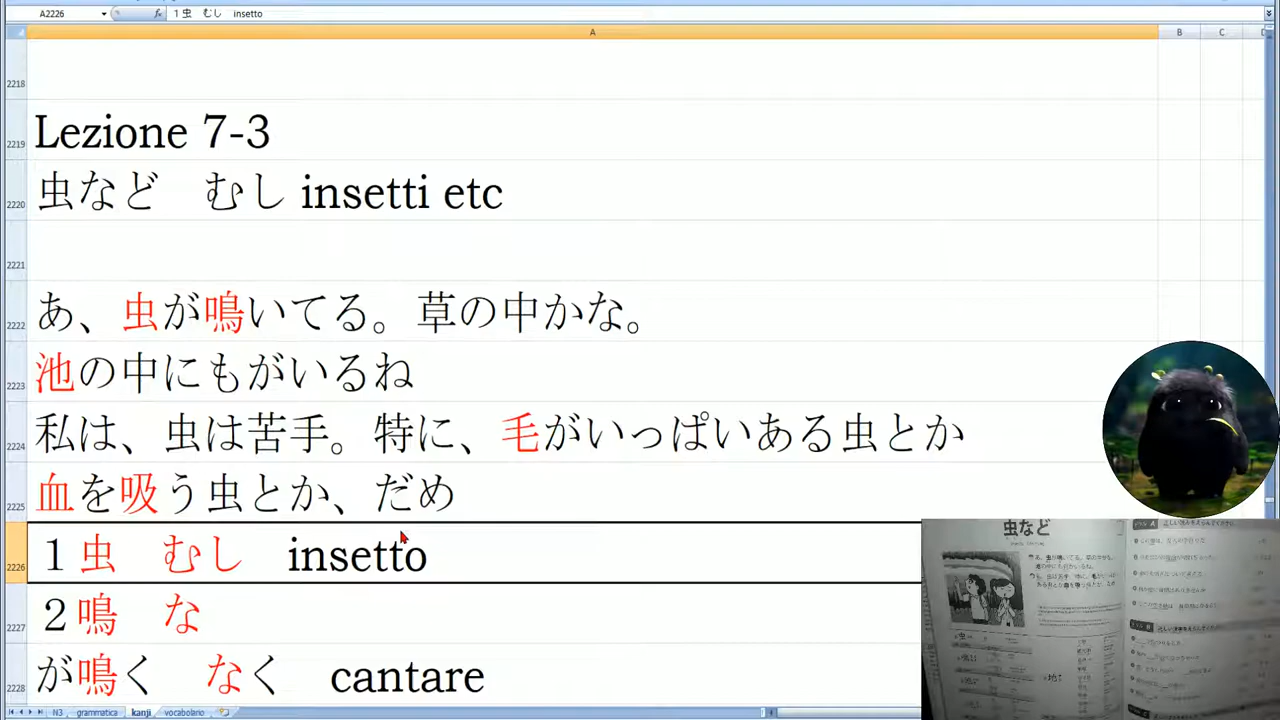 A2226 fx 1虫 むし insetto
A B C D
2218
2219 Lezione 7-3
2220 虫など むし insetti etc
2221
2222 あ、虫が鳴いてる。草の中かな。
2223 池の中にもがいるね
2224 私は、虫は苦手。特に、毛がいっぱいある虫とか
2225 血を吸う虫とか、だめ
2226 1虫 むし insetto
2227 2鳴 な
2228 が鳴く なく cantare
虫など
N3 grammatica kanji vocabolario